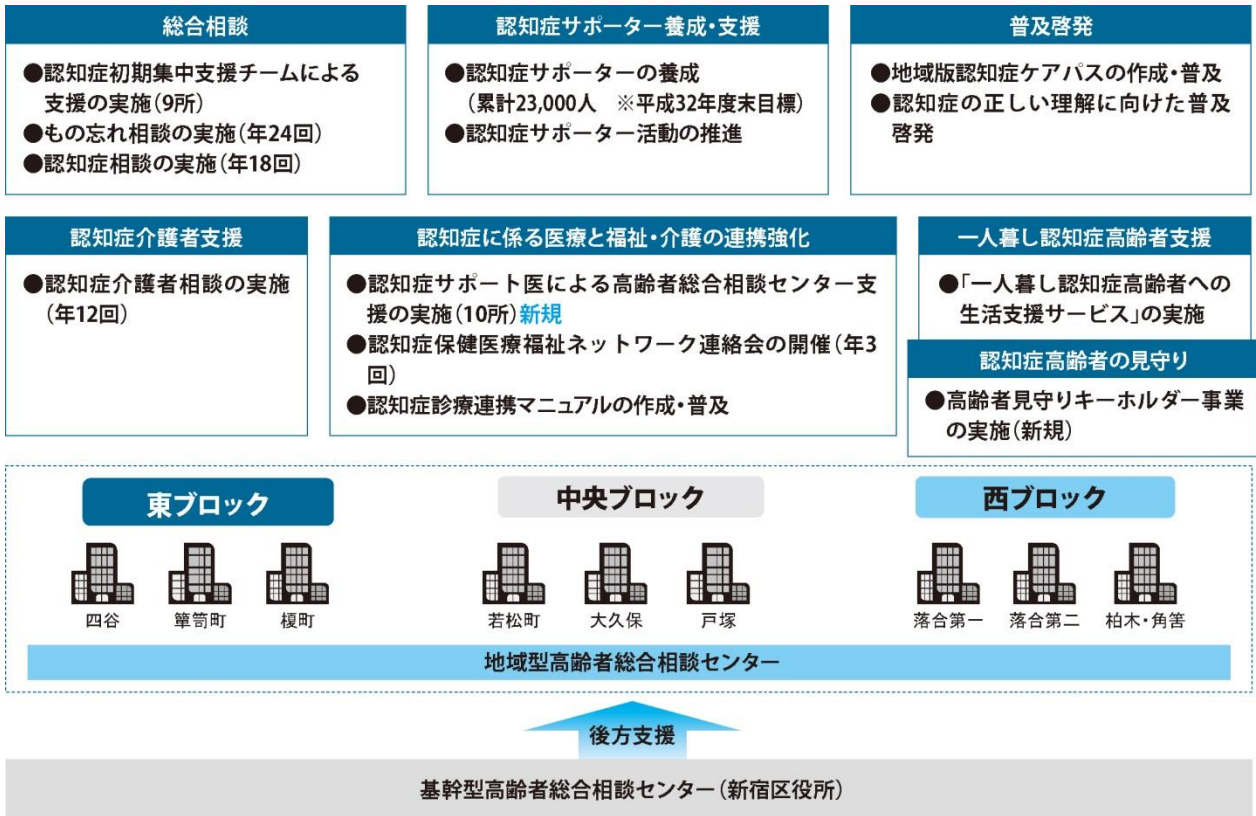 総合相談
●認知症初期集中支援チームによる
支援の実施（9所）
●もの忘れ相談の実施（年24回）
●認知症相談の実施（年18回）
認知症サポーター養成・支援
●認知症サポーターの養成
（累計23,000人　※平成32年度末目標）
●認知症サポーター活動の推進
普及啓発
●地域版認知症ケアパスの作成・普及
●認知症の正しい理解に向けた普及
啓発
認知症介護者支援
●認知症介護者相談の実施
（年12回）
認知症に係る医療と福祉・介護の連携強化
●認知症サポート医による高齢者総合相談センター支
援の実施（10所）新規
●認知症保健医療福祉ネットワーク連絡会の開催（年3
回）
●認知症診療連携マニュアルの作成・普及
一人暮し認知症高齢者支援
●「一人暮し認知症高齢者への
生活支援サービス」の実施
認知症高齢者の見守り
●高齢者見守りキーホルダー事業
の実施（新規）
東ブロック
中央ブロック
西ブロック
四谷
簞笥町
榎町
若松町
大久保
戸塚
落合第一
落合第二
柏木・角筈
地域型高齢者総合相談センター
後方支援
基幹型高齢者総合相談センター（新宿区役所）